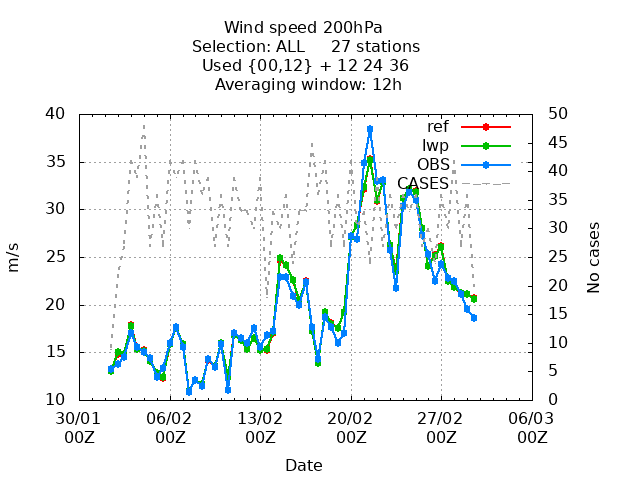 Wind speed 200hPa
Selection: ALL 27 stations
Used {00,12} + 12 24 36
Averaging window: 12h
40 50
ref 45
lwp
35 OBS 40
CASES 35
30 30
25 25
20 20
15 15
10
5
10 0
m/s
No cases
30/01 06/02 13/02 20/02 27/02 06/03
00Z 00Z 00Z 00Z 00Z 00Z
Date